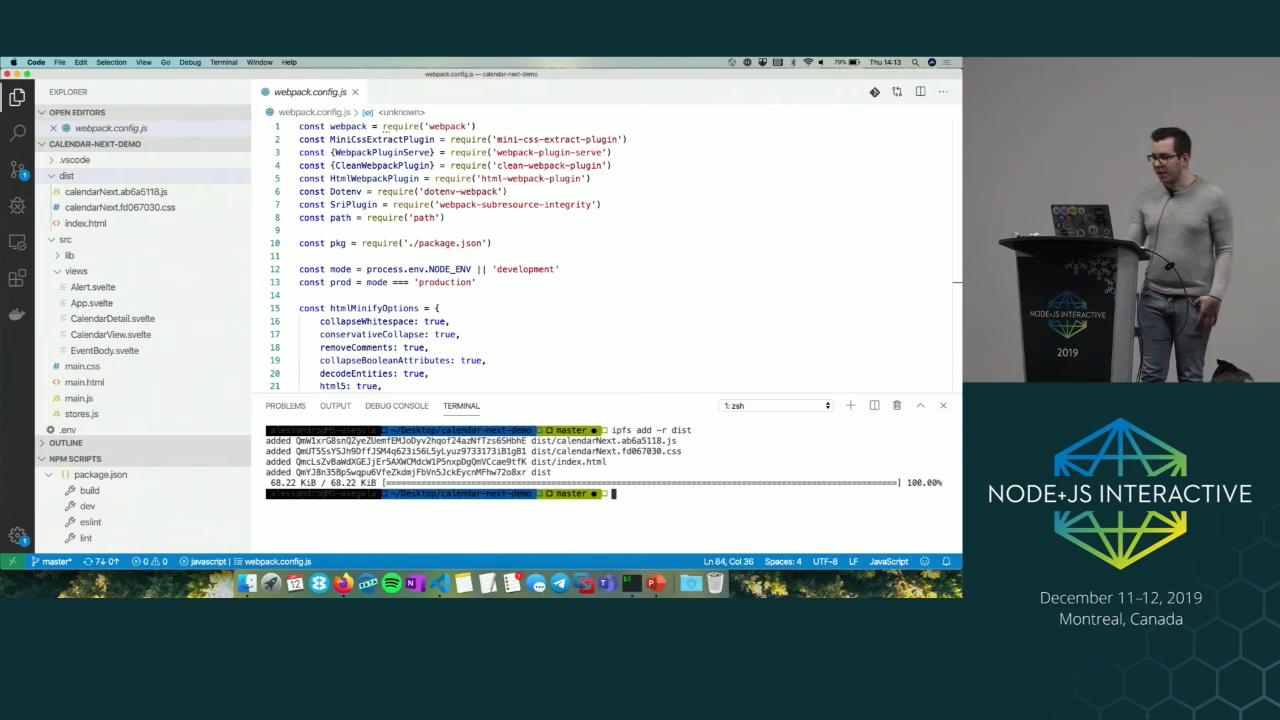 Code File Edit Selection View Go Debug Terminal Window Help 79% Thu 14:13
webpack.config.js — calendar-next-demo
EXPLORER
OPEN EDITORS
webpack.config.js
CALENDAR-NEXT-DEMO
.vscode
dist
calendarNext.ab6a5118.js
calendarNext.fd067030.css
index.html
src
lib
views
Alert.svelte
App.svelte
CalendarDetail.svelte
CalendarView.svelte
EventBody.svelte
main.css
main.html
main.js
stores.js
.env
OUTLINE
NPM SCRIPTS
package.json
build
dev
eslint
lint
webpack.config.js
webpack.config.js <unknown>
1 const webpack = require('webpack')
2 const MiniCssExtractPlugin = require('mini-css-extract-plugin')
3 const {WebpackPluginServe} = require('webpack-plugin-serve')
4 const {CleanWebpackPlugin} = require('clean-webpack-plugin')
5 const HtmlWebpackPlugin = require('html-webpack-plugin')
6 const Dotenv = require('dotenv-webpack')
7 const SriPlugin = require('webpack-subresource-integrity')
8 const path = require('path')
9
10 const pkg = require('./package.json')
11
12 const mode = process.env.NODE_ENV || 'development'
13 const prod = mode === 'production'
14
15 const htmlMinifyOptions = {
16 collapseWhitespace: true,
17 conservativeCollapse: true,
18 removeComments: true,
19 collapseBooleanAttributes: true,
20 decodeEntities: true,
21 html5: true,
PROBLEMS OUTPUT DEBUG CONSOLE TERMINAL 1: zsh
~/Desktop/calendar-next-demo master ipfs add -r dist
dist/calendarNext.ab6a5118.js
dist/calendarNext.fd067030.css
dist/index.html
dist
68.22 KiB / 68.22 KiB 100.00%
~/Desktop/calendar-next-demo master
master* 7↓ 0↑ 0 0 javascript | webpack.config.js Ln 84, Col 36 Spaces: 4 UTF-8 LF JavaScript
NODE+JS INTERACTIVE
2019
NODE+JS INTERACTIVE
December 11–12, 2019
Montreal, Canada